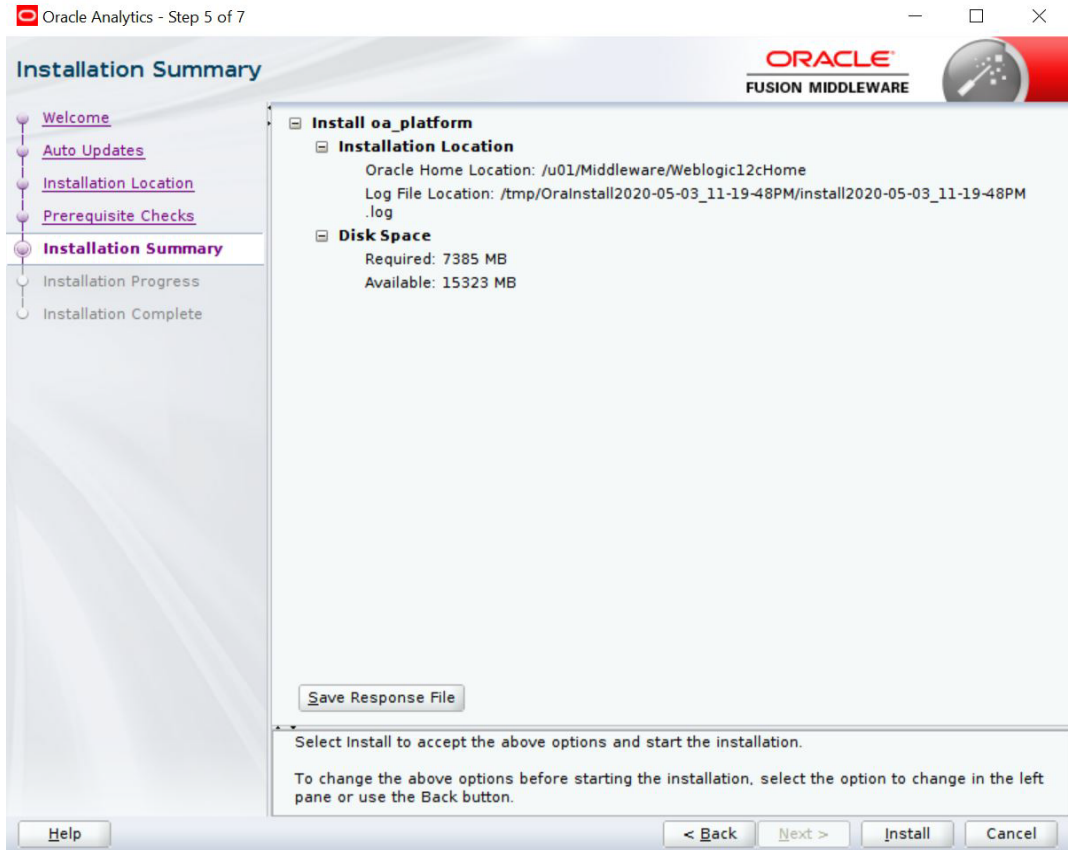 Oracle Analytics - Step 5 of 7
Installation Summary
ORACLE
FUSION MIDDLEWARE
Welcome
Auto Updates
Installation Location
Prerequisite Checks
Installation Summary
Installation Progress
Installation Complete
Install oa_platform
Installation Location
Oracle Home Location: /u01/Middleware/Weblogic12cHome
Log File Location: /tmp/OraInstall2020-05-03_11-19-48PM/install2020-05-03_11-19-48PM
.log
Disk Space
Required: 7385 MB
Available: 15323 MB
Save Response File
Select Install to accept the above options and start the installation.
To change the above options before starting the installation, select the option to change in the left
pane or use the Back button.
Help
< Back
Next >
Install
Cancel